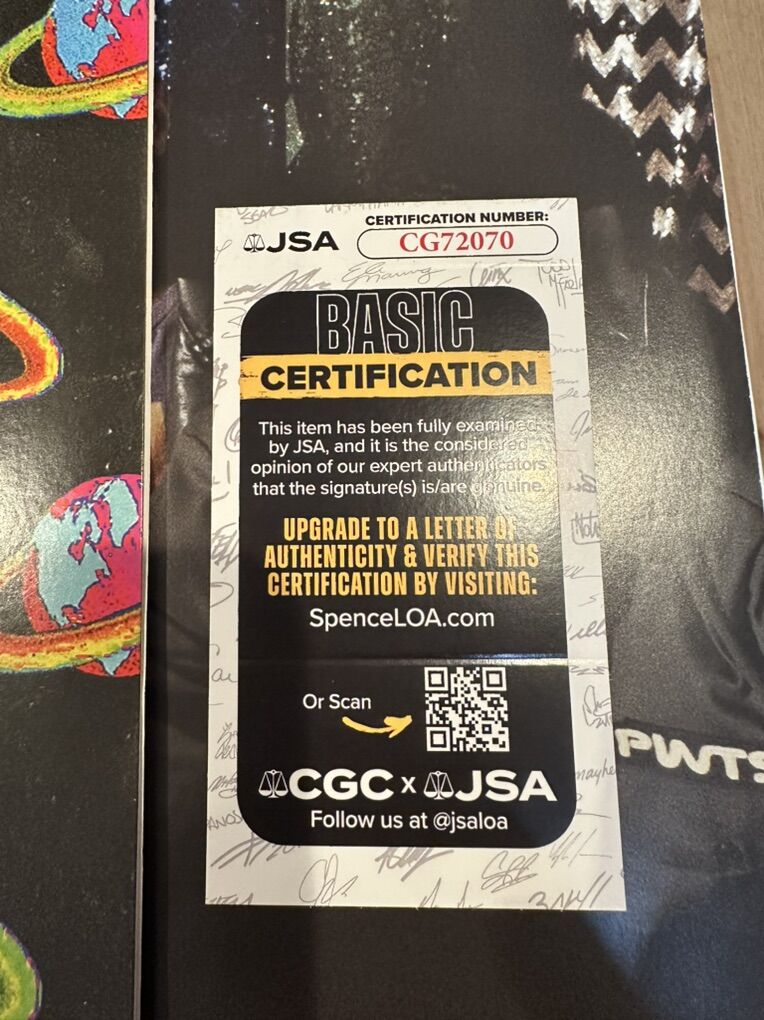 JSA
CERTIFICATION NUMBER:
CG72070
BASIC
CERTIFICATION
This item has been fully examined
by JSA, and it is the considered
opinion of our expert authenticators
that the signature(s) is/are genuine.
UPGRADE TO A LETTER OF
AUTHENTICITY & VERIFY THIS
CERTIFICATION BY VISITING:
SpenceLOA.com
Or Scan
CGC x JSA
Follow us at @jsaloa
PWTS